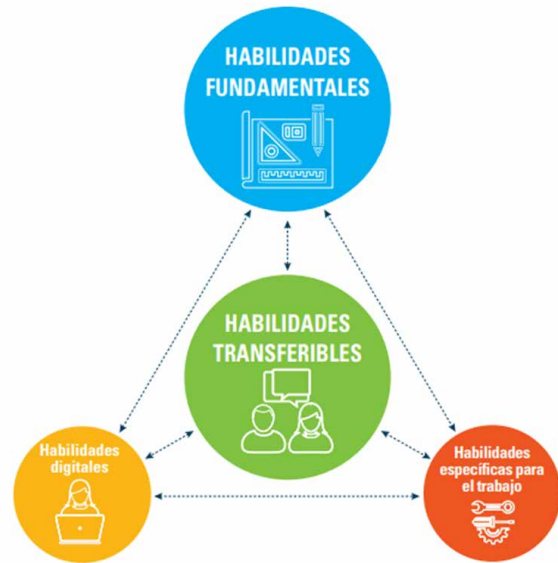 HABILIDADES
FUNDAMENTALES
HABILIDADES
TRANSFERIBLES
Habilidades
digitales
Habilidades
específicas para
el trabajo